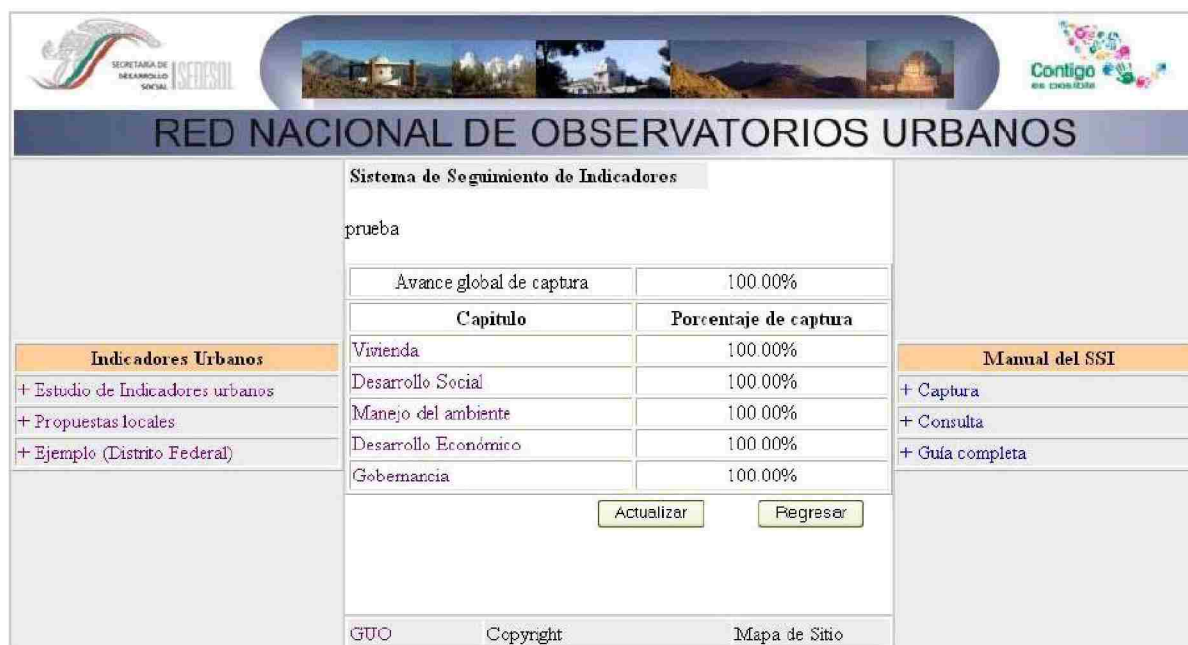 SECRETARÍA DE
DESARROLLO
SOCIAL
SEDESOL
Contigo
es posible
RED NACIONAL DE OBSERVATORIOS URBANOS
Sistema de Seguimiento de Indicadores
prueba
Avance global de captura 100.00%
Capitulo Porcentaje de captura
Vivienda 100.00%
Desarrollo Social 100.00%
Manejo del ambiente 100.00%
Desarrollo Económico 100.00%
Gobernancia 100.00%
Actualizar Regresar
Indicadores Urbanos
+ Estudio de Indicadores urbanos
+ Propuestas locales
+ Ejemplo (Distrito Federal)
Manual del SSI
+ Captura
+ Consulta
+ Guía completa
GUO Copyright Mapa de Sitio